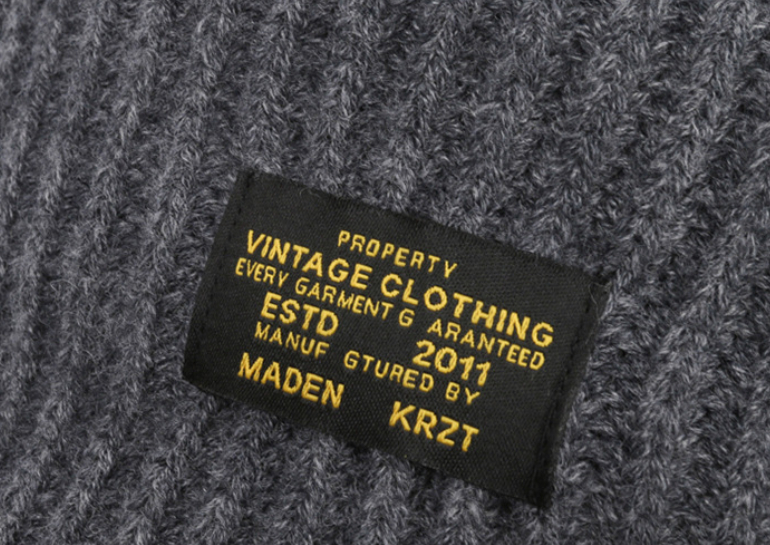 PROPERTY
VINTAGE CLOTHING
EVERY GARMENT G ARANTEED
ESTD 2011
MANUF GTURED BY
MADEN KRZT